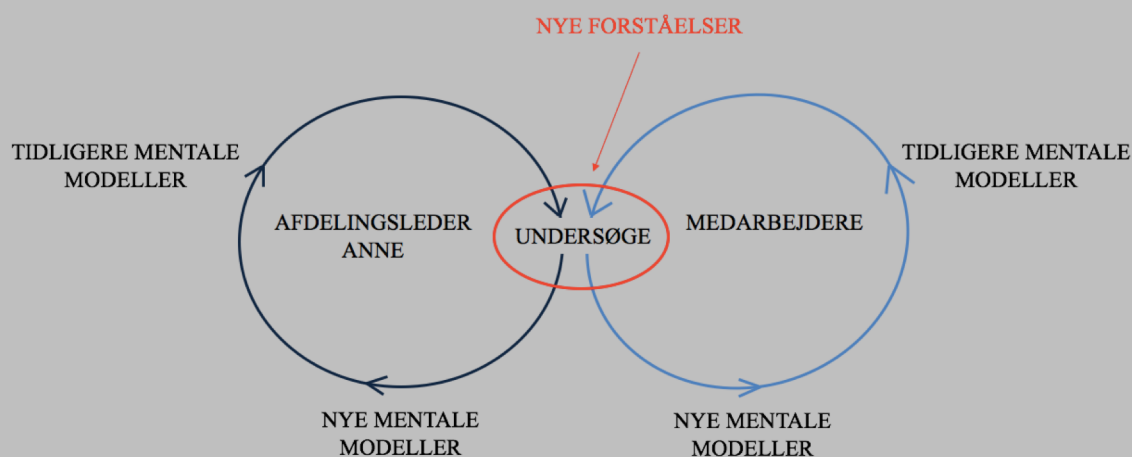 NYE FORSTÅELSER
TIDLIGERE MENTALE
MODELLER
AFDELINGSLEDER
ANNE
UNDERSØGE
MEDARBEJDERE
TIDLIGERE MENTALE
MODELLER
NYE MENTALE
MODELLER
NYE MENTALE
MODELLER